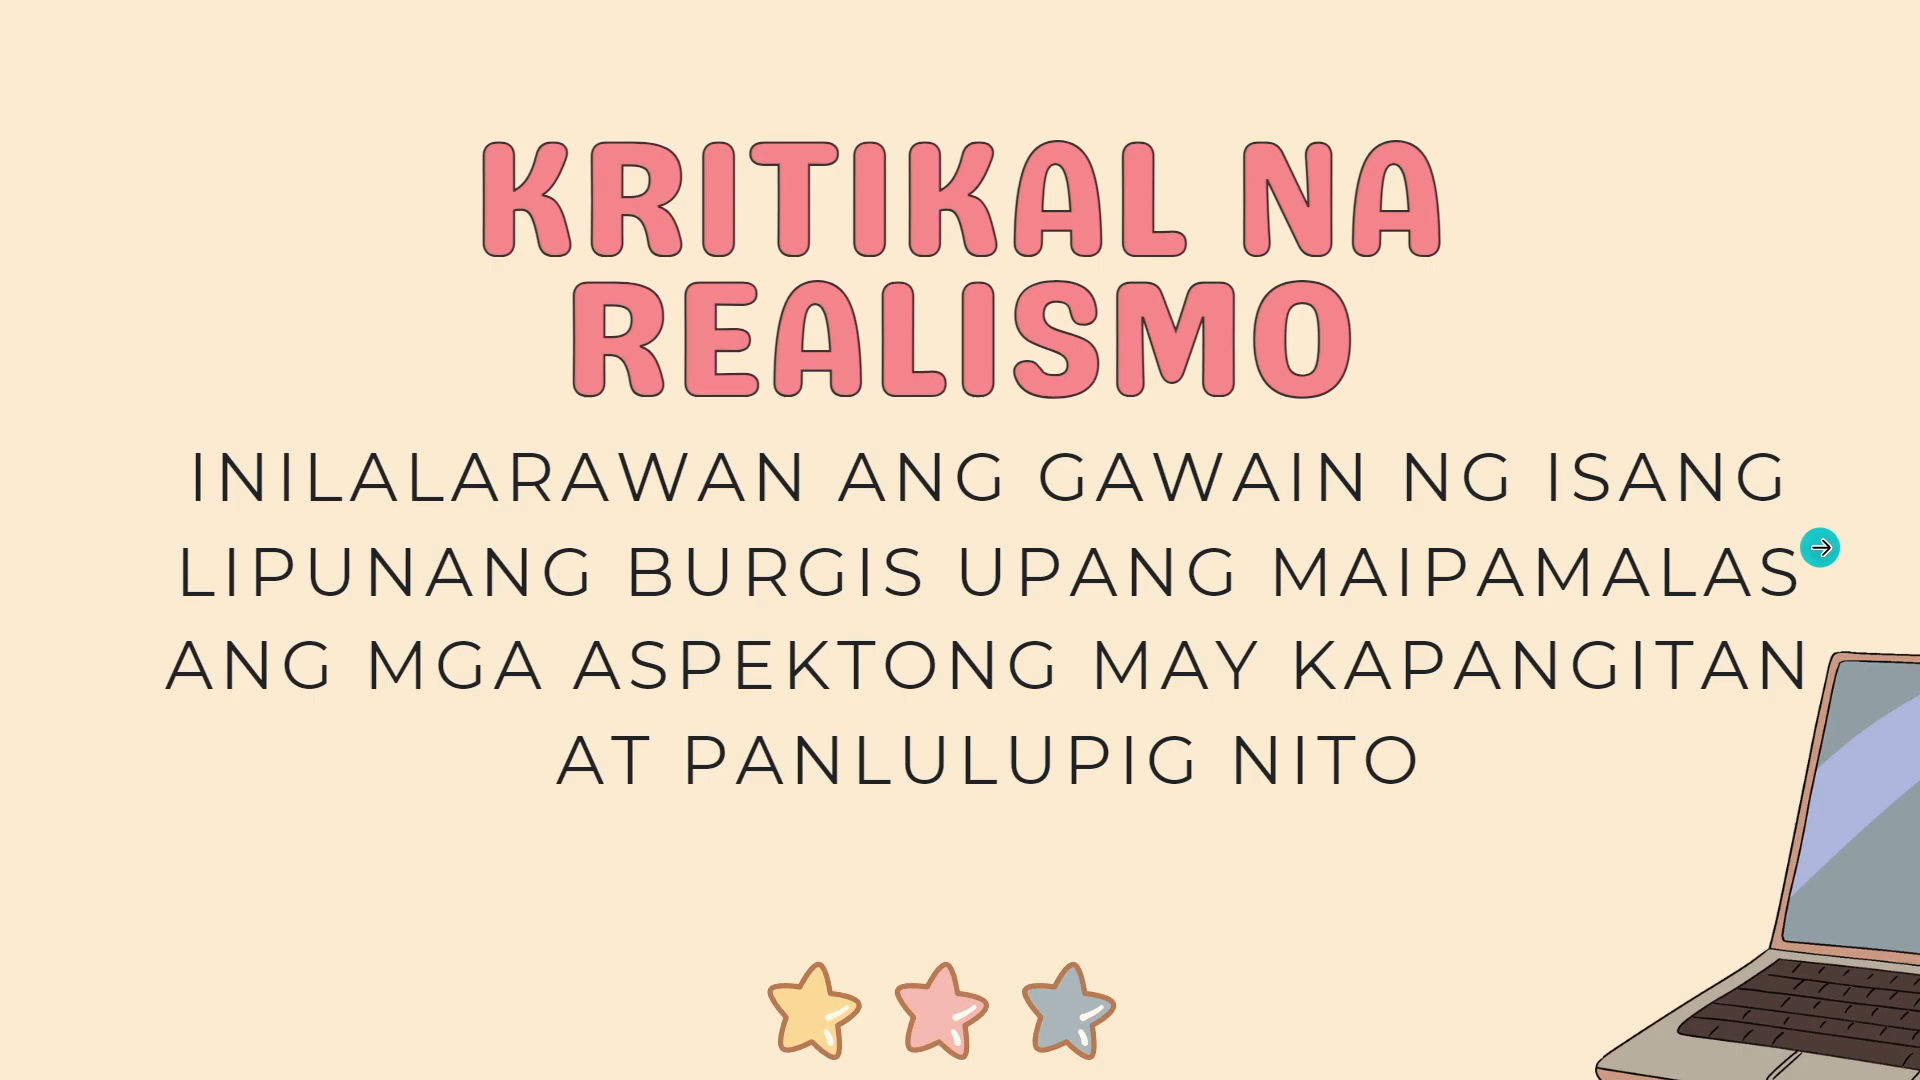 KRITIKAL NA
REALISMO
INILALARAWAN ANG GAWAIN NG ISANG
LIPUNANG BURGIS UPANG MAIPAMALAS
ANG MGA ASPEKTONG MAY KAPANGITAN
AT PANLULUPIG NITO